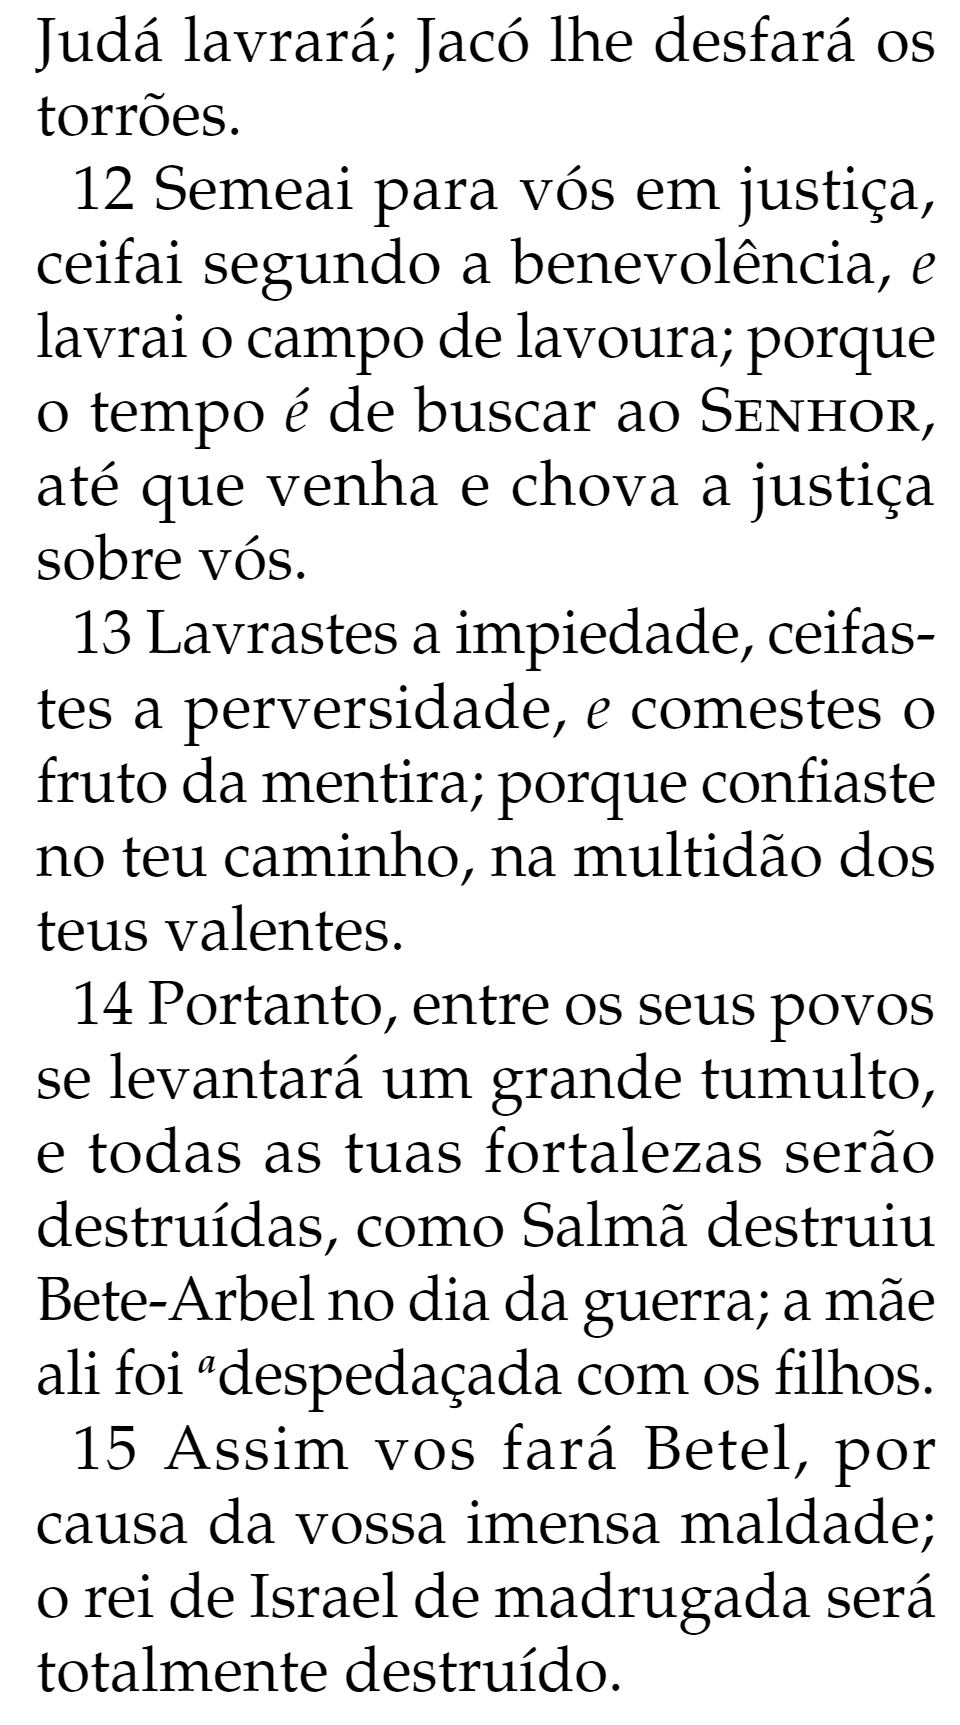 Judá lavrará; Jacó lhe desfará os
torrões.
12 Semeai para vós em justiça,
ceifai segundo a benevolência, e
lavrai o campo de lavoura; porque
o tempo é de buscar ao SENHOR,
até que venha e chova a justiça
sobre vós.
13 Lavrastes a impiedade, ceifas-
tes a perversidade, e comestes o
fruto da mentira; porque confiaste
no teu caminho, na multidão dos
teus valentes.
14 Portanto, entre os seus povos
se levantará um grande tumulto,
e todas as tuas fortalezas serão
destruídas, como Salmã destruiu
Bete-Arbel no dia da guerra; a mãe
ali foi ᵃdespedaçada com os filhos.
15 Assim vos fará Betel, por
causa da vossa imensa maldade;
o rei de Israel de madrugada será
totalmente destruído.